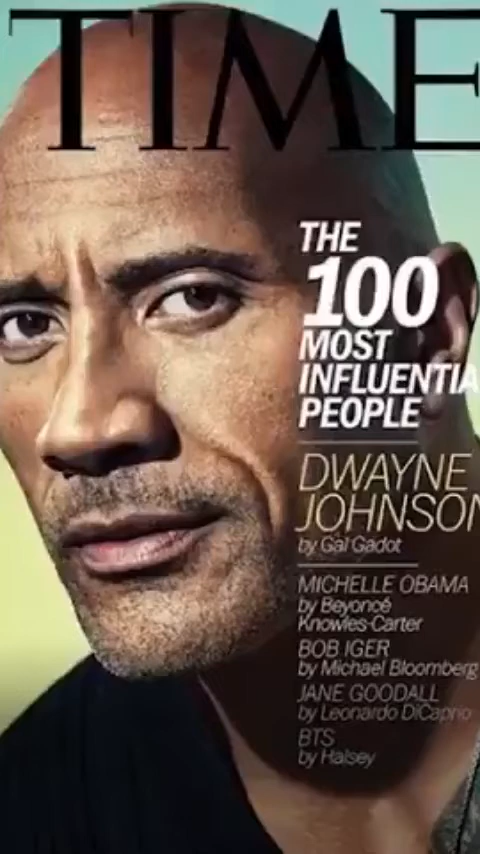 TIME
THE
100
MOST
INFLUENTIA
PEOPLE
DWAYNE
JOHNSON
by Gal Gadot
MICHELLE OBAMA
by Beyoncé
Knowles-Carter
BOB IGER
by Michael Bloomberg
JANE GOODALL
by Leonardo DiCaprio
BTS
by Halsey